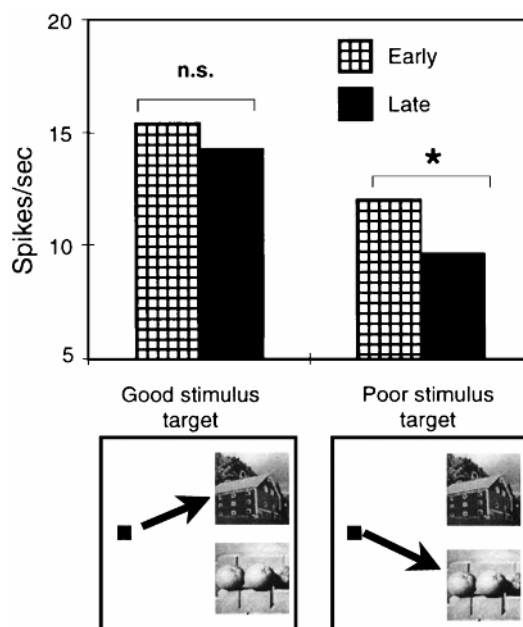 20
n.s.
Early
Late
15
*
Spikes/sec
10
5
Good stimulus
target
Poor stimulus
target